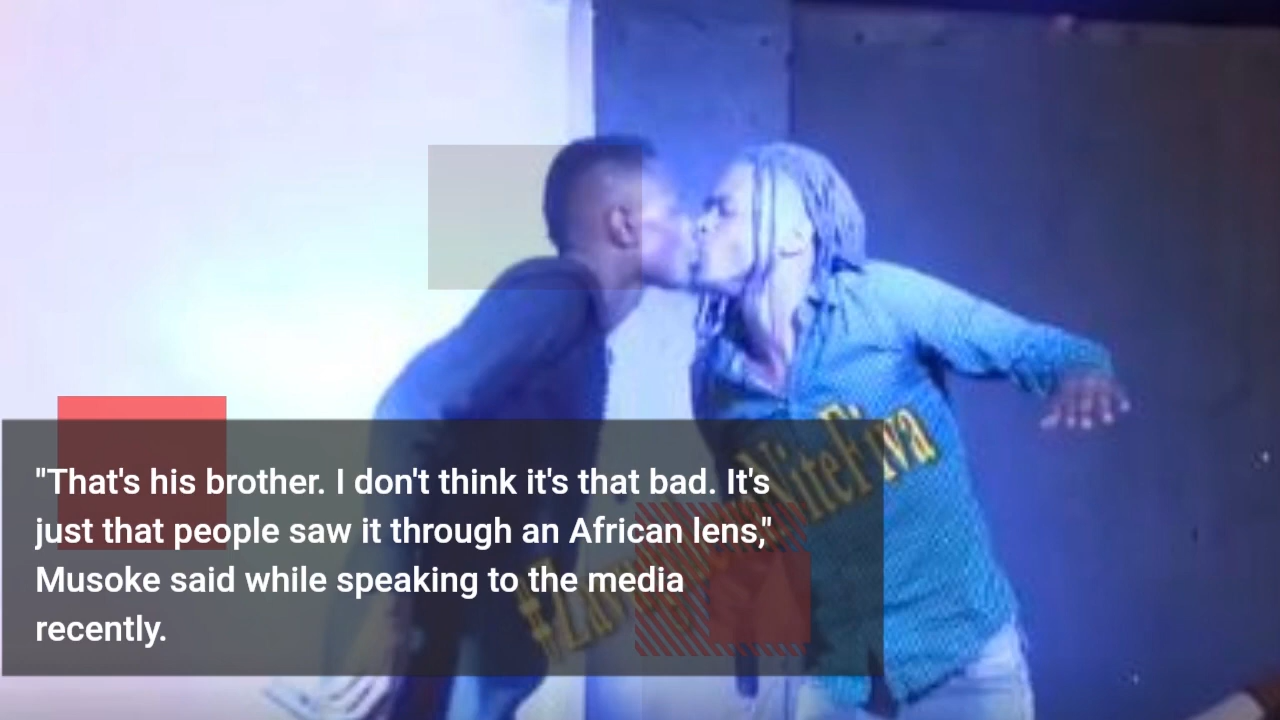 "That's his brother. I don't think it's that bad. It's
just that people saw it through an African lens,"
Musoke said while speaking to the media
recently.